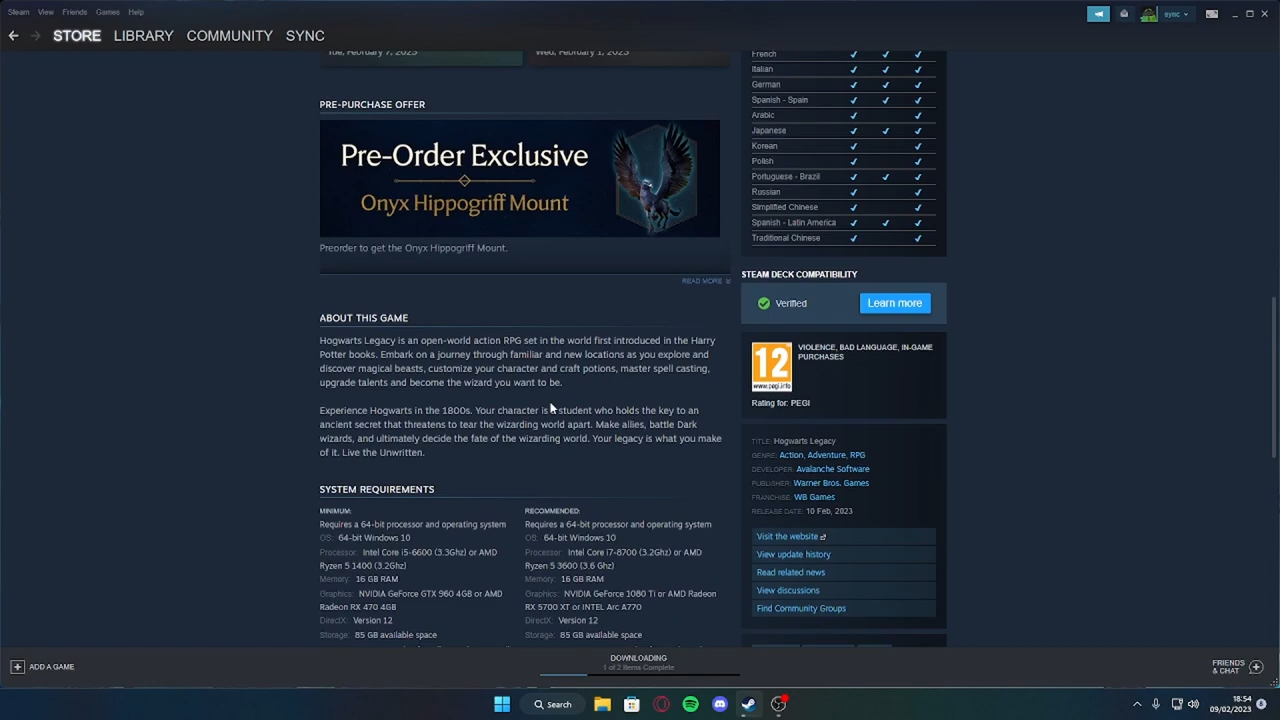 Steam View Friends Games Help
sync
STORE LIBRARY COMMUNITY SYNC
Tue, February 7, 2023
Wed, February 1, 2023
PRE-PURCHASE OFFER
Pre-Order Exclusive
Onyx Hippogriff Mount
Preorder to get the Onyx Hippogriff Mount.
READ MORE
ABOUT THIS GAME
Hogwarts Legacy is an open-world action RPG set in the world first introduced in the Harry
Potter books. Embark on a journey through familiar and new locations as you explore and
discover magical beasts, customize your character and craft potions, master spell casting,
upgrade talents and become the wizard you want to be.
Experience Hogwarts in the 1800s. Your character is a student who holds the key to an
ancient secret that threatens to tear the wizarding world apart. Make allies, battle Dark
wizards, and ultimately decide the fate of the wizarding world. Your legacy is what you make
of it. Live the Unwritten.
SYSTEM REQUIREMENTS
MINIMUM:
Requires a 64-bit processor and operating system
OS: 64-bit Windows 10
Processor: Intel Core i5-6600 (3.3Ghz) or AMD
Ryzen 5 1400 (3.2Ghz)
Memory: 16 GB RAM
Graphics: NVIDIA GeForce GTX 960 4GB or AMD
Radeon RX 470 4GB
DirectX: Version 12
Storage: 85 GB available space
RECOMMENDED:
Requires a 64-bit processor and operating system
OS: 64-bit Windows 10
Processor: Intel Core i7-8700 (3.2Ghz) or AMD
Ryzen 5 3600 (3.6 Ghz)
Memory: 16 GB RAM
Graphics: NVIDIA GeForce 1080 Ti or AMD Radeon
RX 5700 XT or INTEL Arc A770
DirectX: Version 12
Storage: 85 GB available space
French
Italian
German
Spanish - Spain
Arabic
Japanese
Korean
Polish
Portuguese - Brazil
Russian
Simplified Chinese
Spanish - Latin America
Traditional Chinese
STEAM DECK COMPATIBILITY
Verified
Learn more
12
www.pegi.info
VIOLENCE, BAD LANGUAGE, IN-GAME
PURCHASES
Rating for: PEGI
TITLE: Hogwarts Legacy
GENRE: Action, Adventure, RPG
DEVELOPER: Avalanche Software
PUBLISHER: Warner Bros. Games
FRANCHISE: WB Games
RELEASE DATE: 10 Feb, 2023
Visit the website
View update history
Read related news
View discussions
Find Community Groups
ADD A GAME
DOWNLOADING
1 of 2 Items Complete
FRIENDS
& CHAT
Search
18:54
09/02/2023